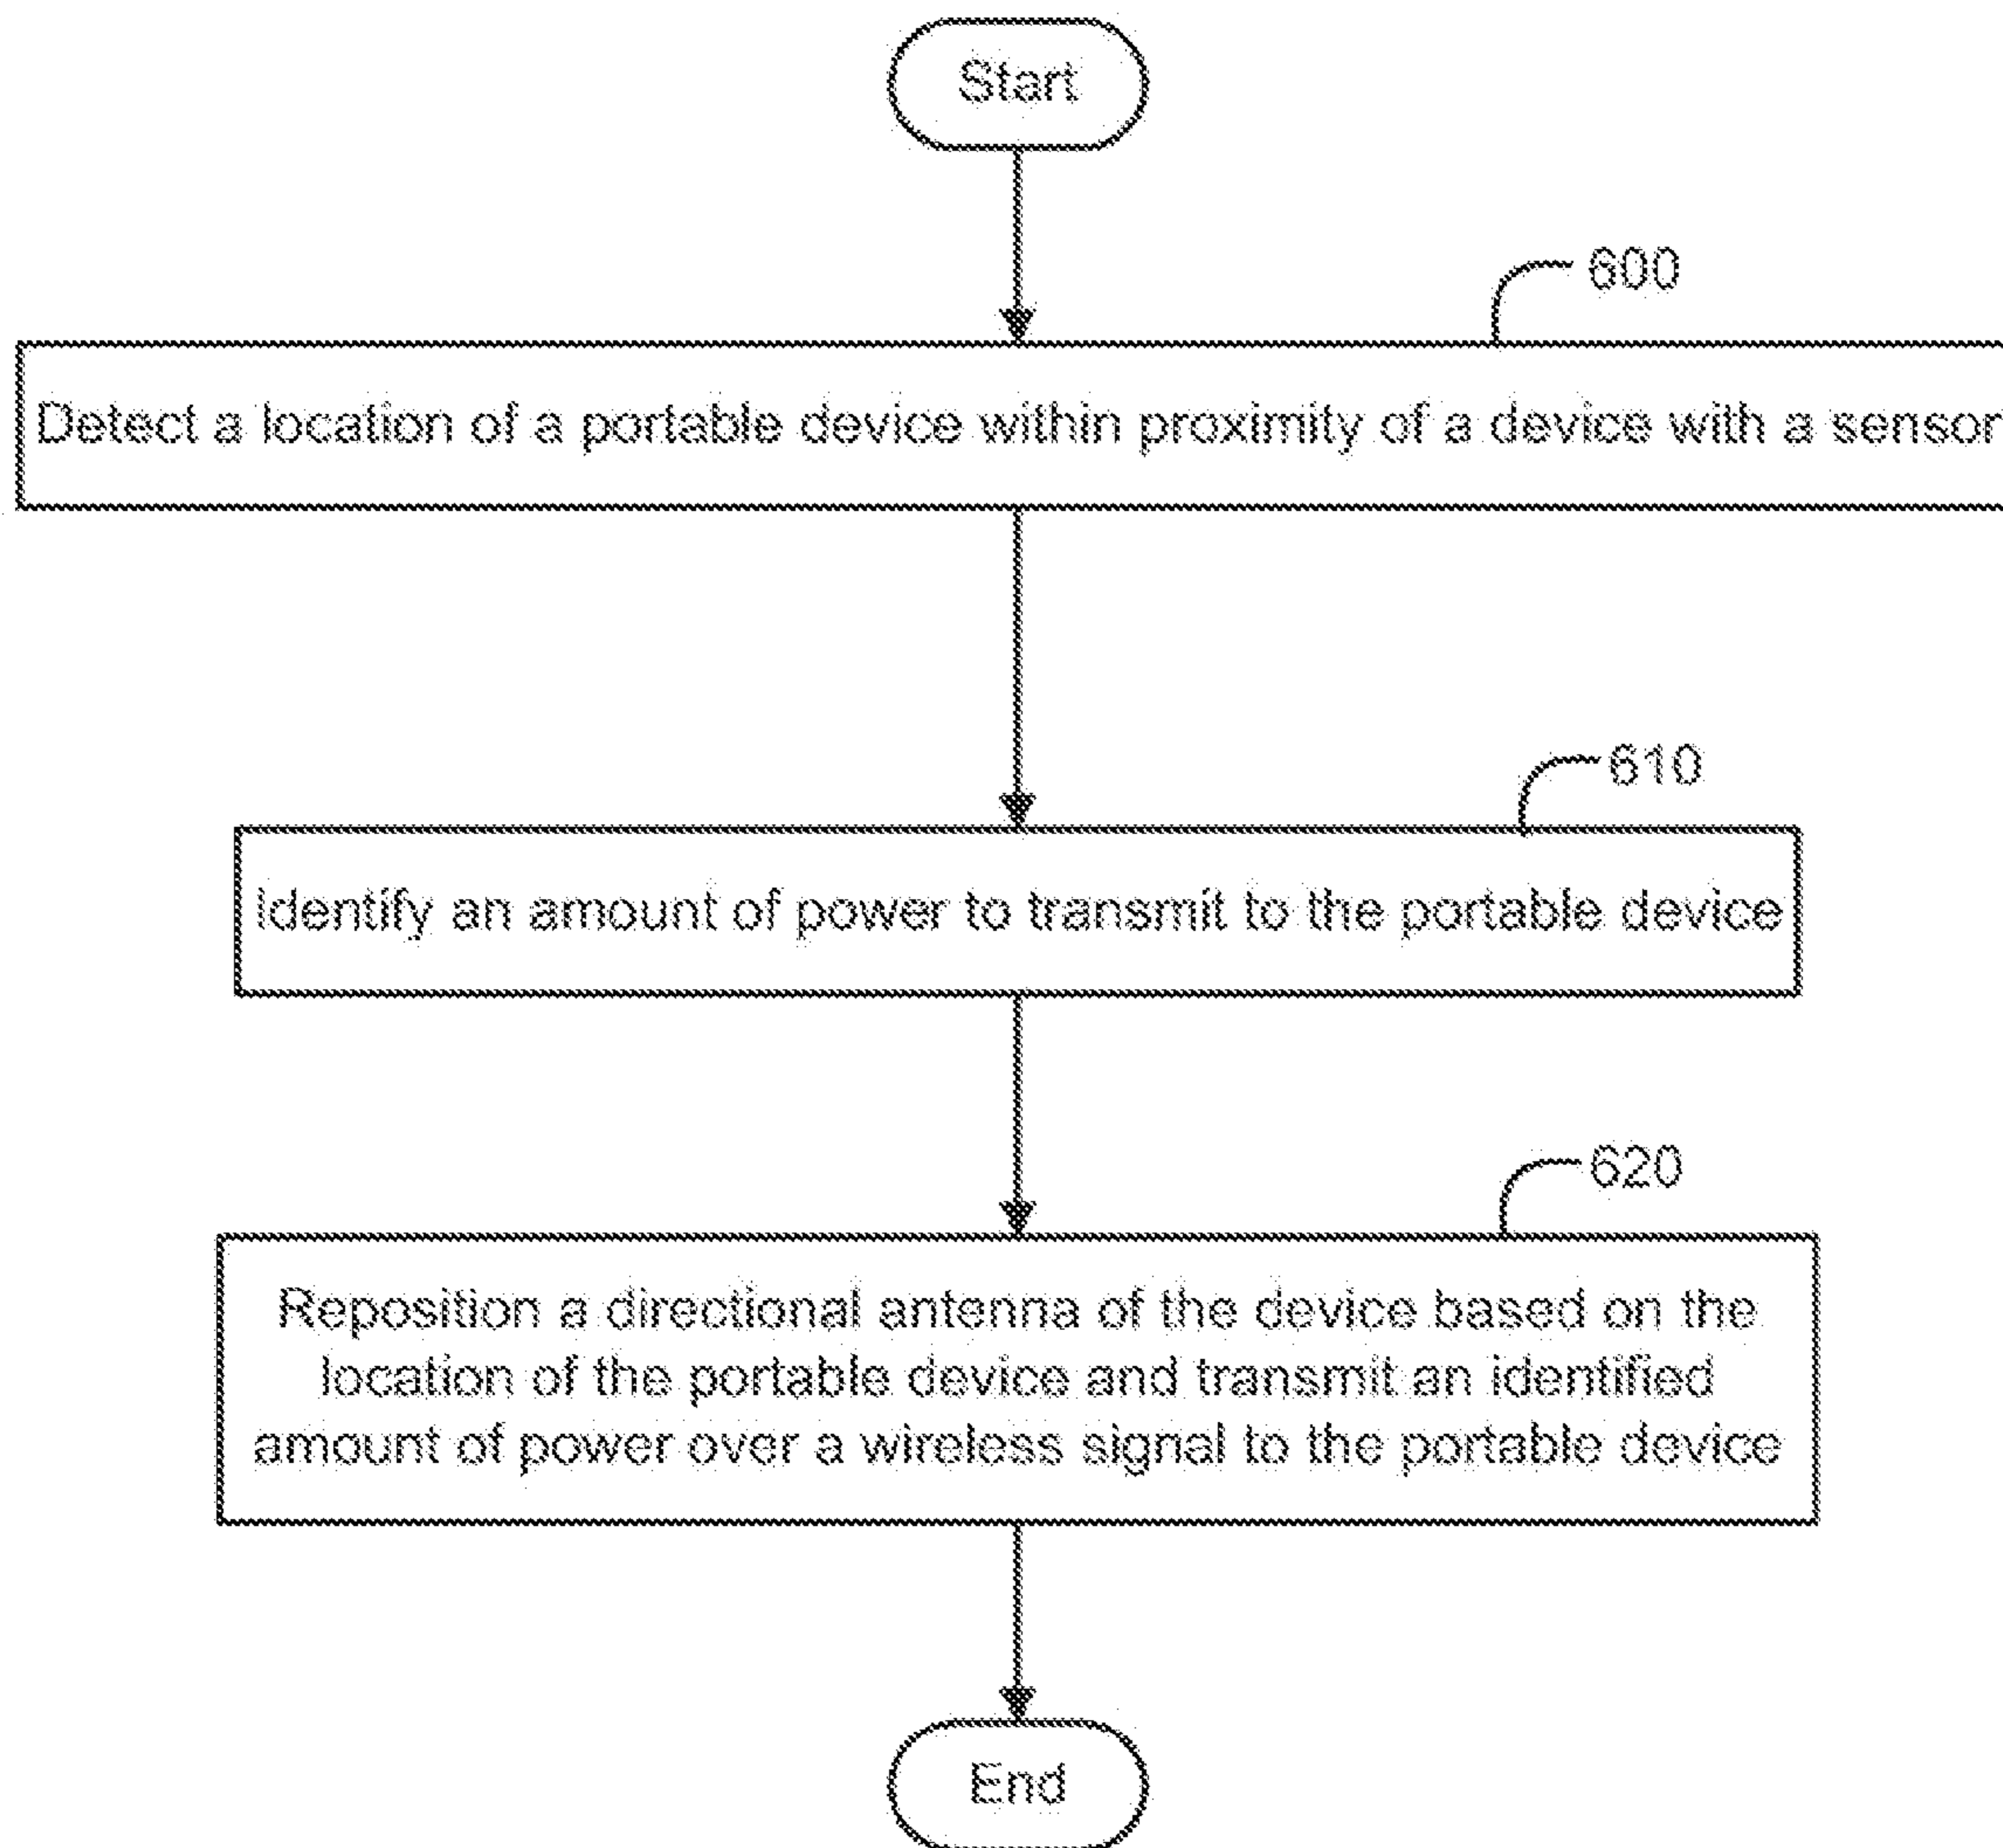 Start
600
Detect a location of a portable device within proximity of a device with a sensor
610
Identify an amount of power to transmit to the portable device
620
Reposition a directional antenna of the device based on the
location of the portable device and transmit an identified
amount of power over a wireless signal to the portable device
End